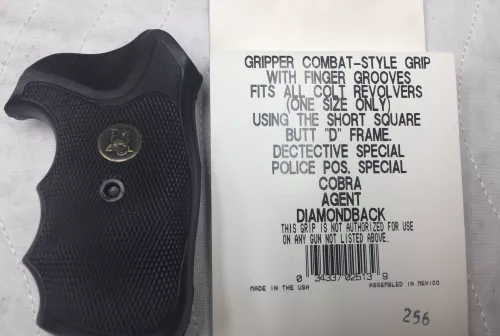 GRIPPER COMBAT-STYLE GRIP
WITH FINGER GROOVES
FITS ALL COLT REVOLVERS
(ONE SIZE ONLY)
USING THE SHORT SQUARE
BUTT "D" FRAME.
DECTECTIVE SPECIAL
POLICE POS. SPECIAL
COBRA
AGENT
DIAMONDBACK
THIS GRIP IS NOT AUTHORIZED FOR USE
ON ANY GUN NOT LISTED ABOVE.
0 34337 02513 9
MADE IN THE USA ASSEMBLED IN MEXICO
256